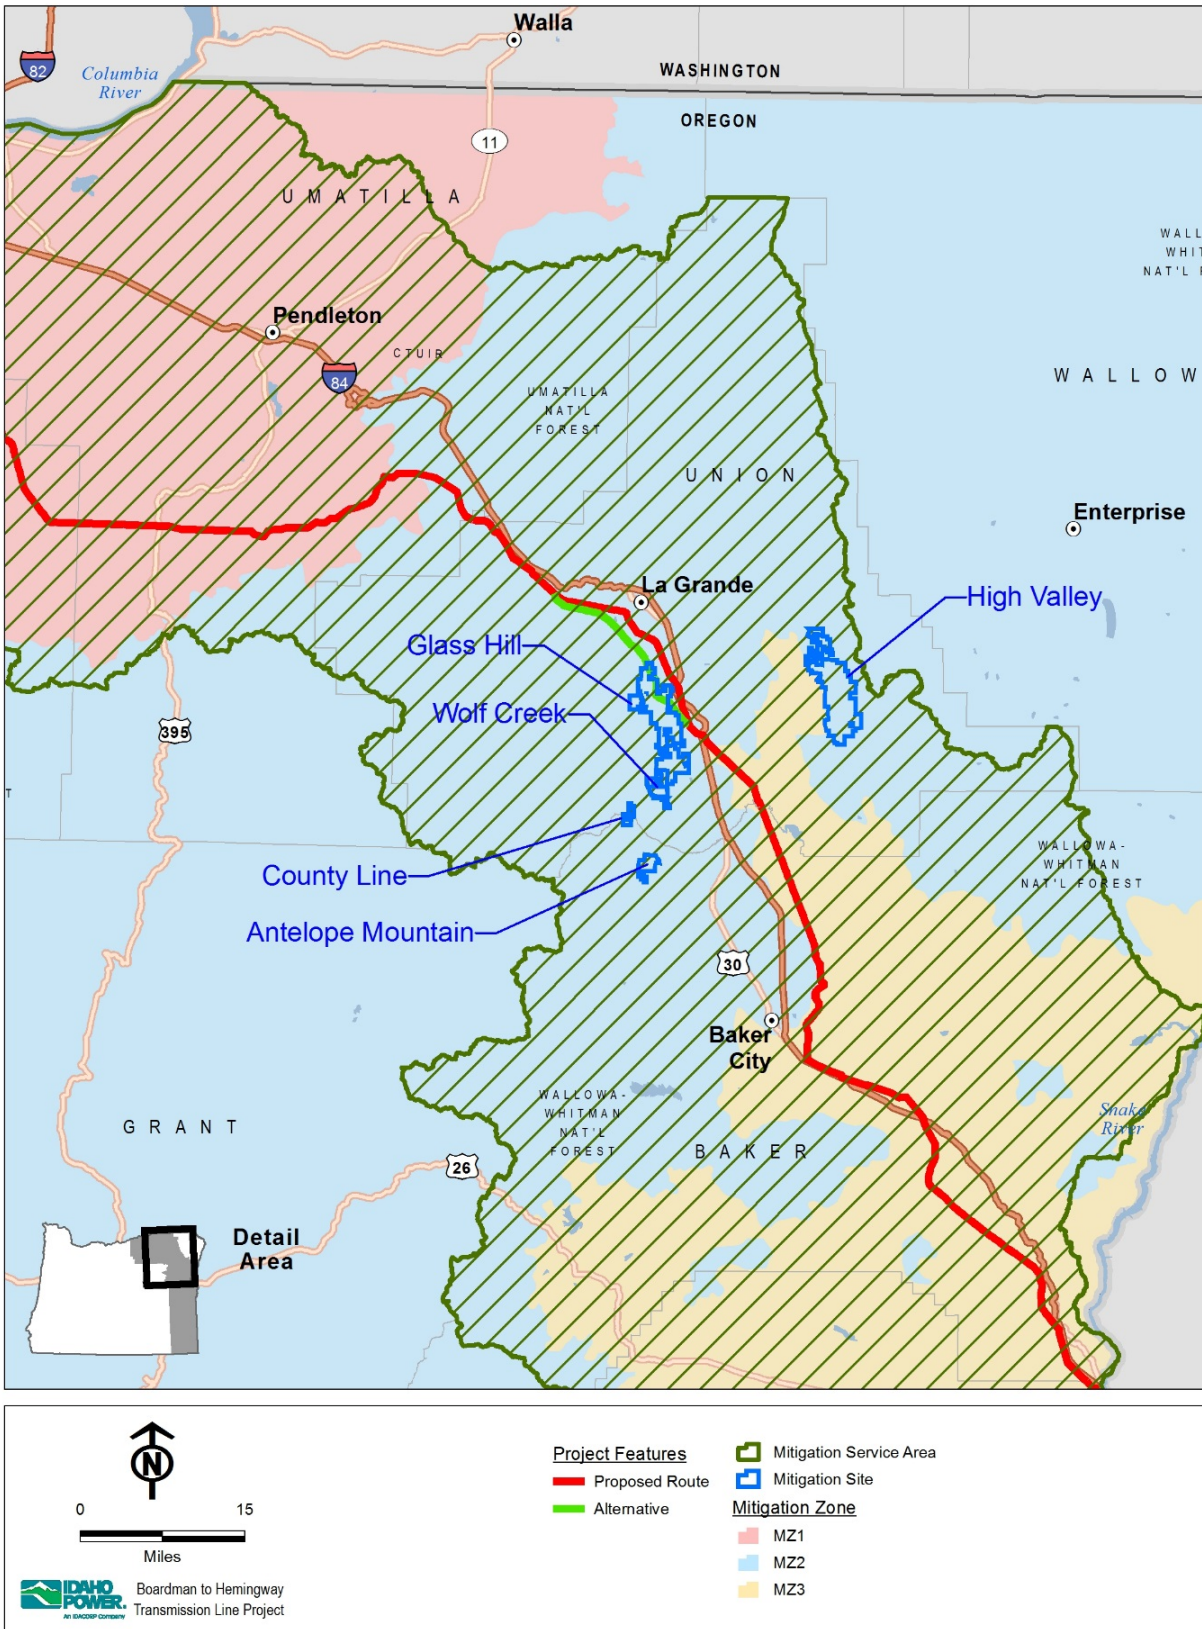 Walla
82
Columbia
River
WASHINGTON
OREGON
11
UMATILLA
WALL
WHIT
NAT'L F
Pendleton
CTUIR
84
UMATILLA
NAT'L
FOREST
WALLOW
UNION
Enterprise
La Grande
High Valley
Glass Hill
Wolf Creek
395
T
County Line
WALLOWA-
WHITMAN
NAT'L FOREST
Antelope Mountain
30
Baker
City
WALLOWA-
WHITMAN
NAT'L
FOREST
Snake
River
GRANT
BAKER
26
Detail
Area
N
0 15
Miles
IDAHO
POWER.
An IDACORP Company
Boardman to Hemingway
Transmission Line Project
Project Features
Proposed Route
Alternative
Mitigation Service Area
Mitigation Site
Mitigation Zone
MZ1
MZ2
MZ3